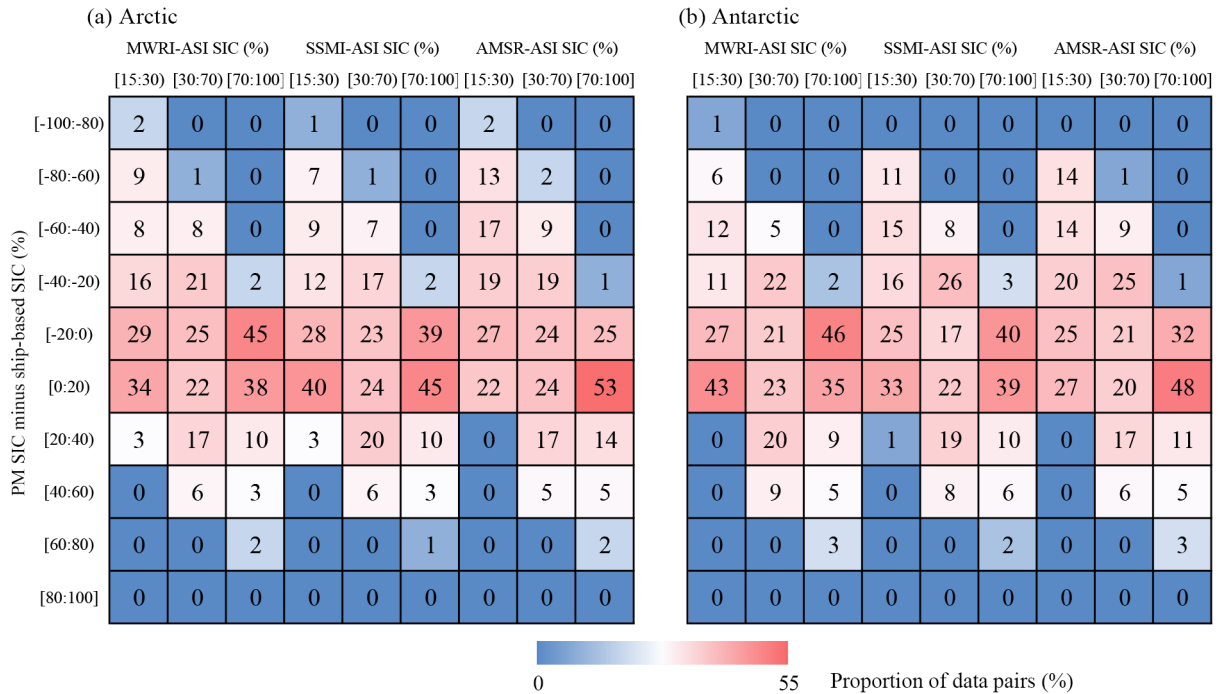 (a) Arctic
(b) Antarctic
MWRI-ASI SIC (%) SSMI-ASI SIC (%) AMSR-ASI SIC (%)
MWRI-ASI SIC (%) SSMI-ASI SIC (%) AMSR-ASI SIC (%)
[15:30) [30:70) [70:100] [15:30) [30:70) [70:100] [15:30) [30:70) [70:100]
[15:30) [30:70) [70:100] [15:30) [30:70) [70:100] [15:30) [30:70) [70:100]
PM SIC minus ship-based SIC (%)
[-100:-80) 2 0 0 1 0 0 2 0 0 1 0 0 0 0 0 0 0 0
[-80:-60) 9 1 0 7 1 0 13 2 0 6 0 0 11 0 0 14 1 0
[-60:-40) 8 8 0 9 7 0 17 9 0 12 5 0 15 8 0 14 9 0
[-40:-20) 16 21 2 12 17 2 19 19 1 11 22 2 16 26 3 20 25 1
[-20:0) 29 25 45 28 23 39 27 24 25 27 21 46 25 17 40 25 21 32
[0:20) 34 22 38 40 24 45 22 24 53 43 23 35 33 22 39 27 20 48
[20:40) 3 17 10 3 20 10 0 17 14 0 20 9 1 19 10 0 17 11
[40:60) 0 6 3 0 6 3 0 5 5 0 9 5 0 8 6 0 6 5
[60:80) 0 0 2 0 0 1 0 0 2 0 0 3 0 0 2 0 0 3
[80:100] 0 0 0 0 0 0 0 0 0 0 0 0 0 0 0 0 0 0
0 55 Proportion of data pairs (%)